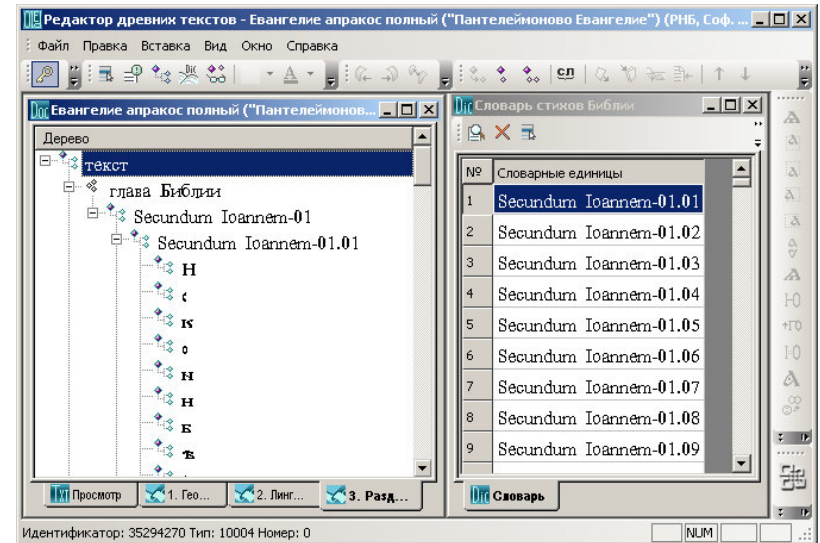 Редактор древних текстов - Евангелие апракос полный ("Пантелеймоново Евангелие") (РНБ, Соф. ...
Файл Правка Вставка Вид Окно Справка
сл
Евангелие апракос полный ("Пантелеймонов...
Дерево
текст
глава Библии
Secundum Ioannem-01
Secundum Ioannem-01.01
Н
с
к
о
н
н
б
ѣ
Txt Просмотр 1. Гео... 2. Линг... 3. Разд...
Dic Словарь стихов Библии
№ Словарные единицы
1 Secundum Ioannem-01.01
2 Secundum Ioannem-01.02
3 Secundum Ioannem-01.03
4 Secundum Ioannem-01.04
5 Secundum Ioannem-01.05
6 Secundum Ioannem-01.06
7 Secundum Ioannem-01.07
8 Secundum Ioannem-01.08
9 Secundum Ioannem-01.09
Dic Словарь
Идентификатор: 35294270 Тип: 10004 Номер: 0
NUM